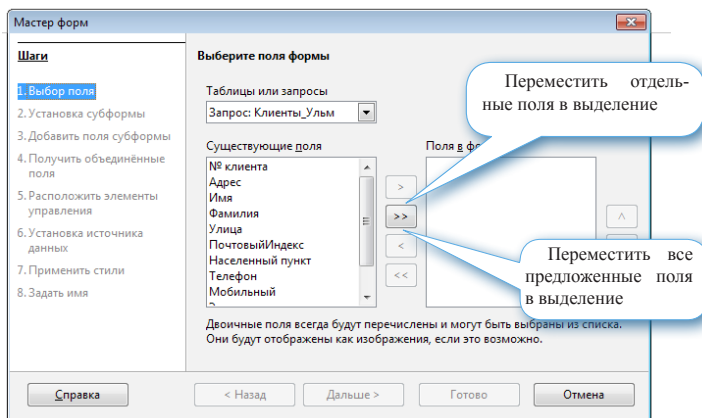 Мастер форм
Шаги
1. Выбор поля
2. Установка субформы
3. Добавить поля субформы
4. Получить объединённые
поля
5. Расположить элементы
управления
6. Установка источника
данных
7. Применить стили
8. Задать имя
Выберите поля формы
Таблицы или запросы
Запрос: Клиенты_Ульм
Существующие поля
№ клиента
Адрес
Имя
Фамилия
Улица
ПочтовыйИндекс
Населенный пункт
Телефон
Мобильный
>
>>
<
<<
Поля в
Переместить отдель-
ные поля в выделение
Переместить все
предложенные поля
в выделение
Двоичные поля всегда будут перечислены и могут быть выбраны из списка.
Они будут отображены как изображения, если это возможно.
Справка
< Назад
Дальше >
Готово
Отмена